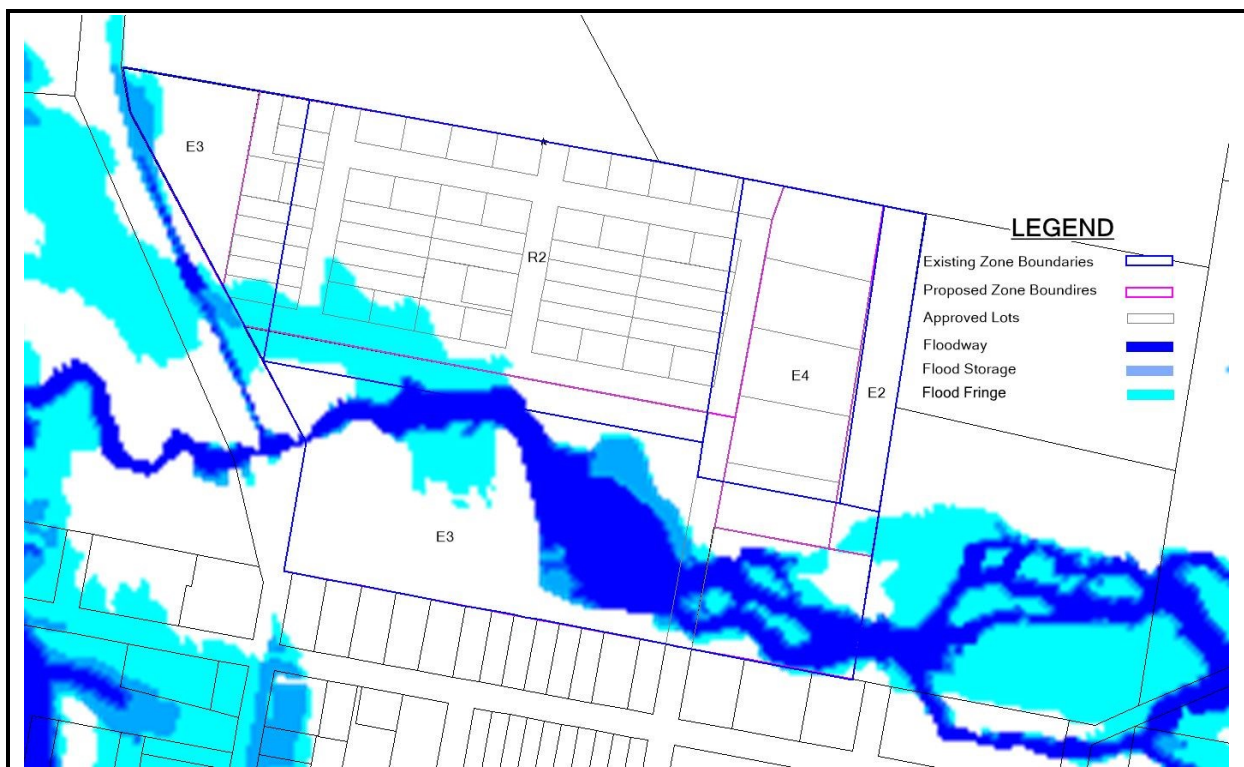 E3
R2
E4
E2
E3
LEGEND
Existing Zone Boundaries
Proposed Zone Boundires
Approved Lots
Floodway
Flood Storage
Flood Fringe